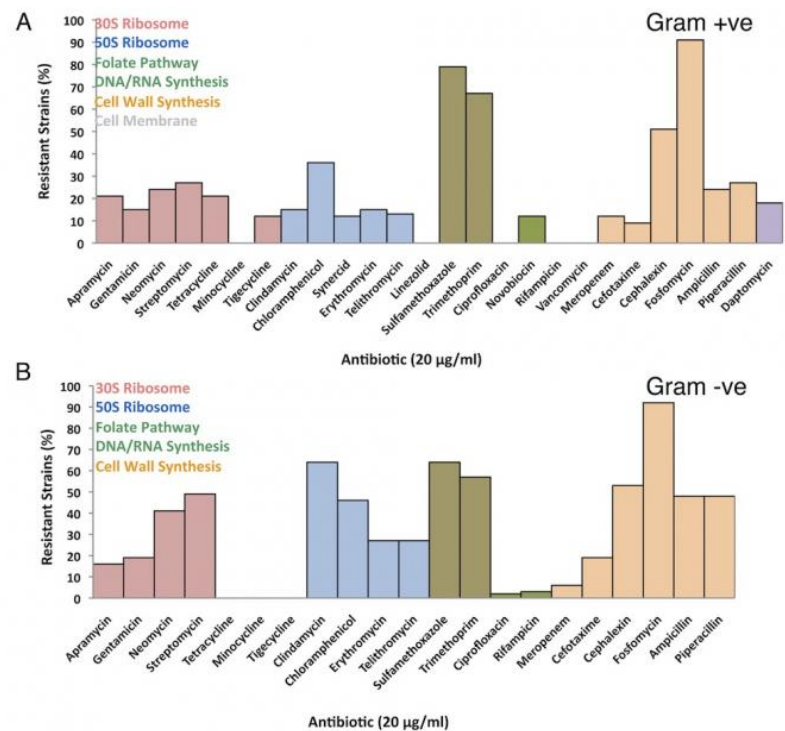 A
Gram +ve
30S Ribosome
50S Ribosome
Folate Pathway
DNA/RNA Synthesis
Cell Wall Synthesis
Cell Membrane
Resistant Strains (%)
100
90
80
70
60
50
40
30
20
10
0
Apramycin
Gentamicin
Neomycin
Streptomycin
Tetracycline
Minocycline
Tigecycline
Clindamycin
Chloramphenicol
Synercid
Erythromycin
Telithromycin
Linezolid
Sulfamethoxazole
Trimethoprim
Ciprofloxacin
Novobiocin
Rifampicin
Vancomycin
Meropenem
Cefotaxime
Cephalexin
Fosfomycin
Ampicillin
Piperacillin
Daptomycin
Antibiotic (20 µg/ml)
B
Gram -ve
30S Ribosome
50S Ribosome
Folate Pathway
DNA/RNA Synthesis
Cell Wall Synthesis
Resistant Strains (%)
100
90
80
70
60
50
40
30
20
10
0
Apramycin
Gentamicin
Neomycin
Streptomycin
Tetracycline
Minocycline
Tigecycline
Clindamycin
Chloramphenicol
Erythromycin
Telithromycin
Sulfamethoxazole
Trimethoprim
Ciprofloxacin
Rifampicin
Meropenem
Cefotaxime
Cephalexin
Fosfomycin
Ampicillin
Piperacillin
Antibiotic (20 µg/ml)